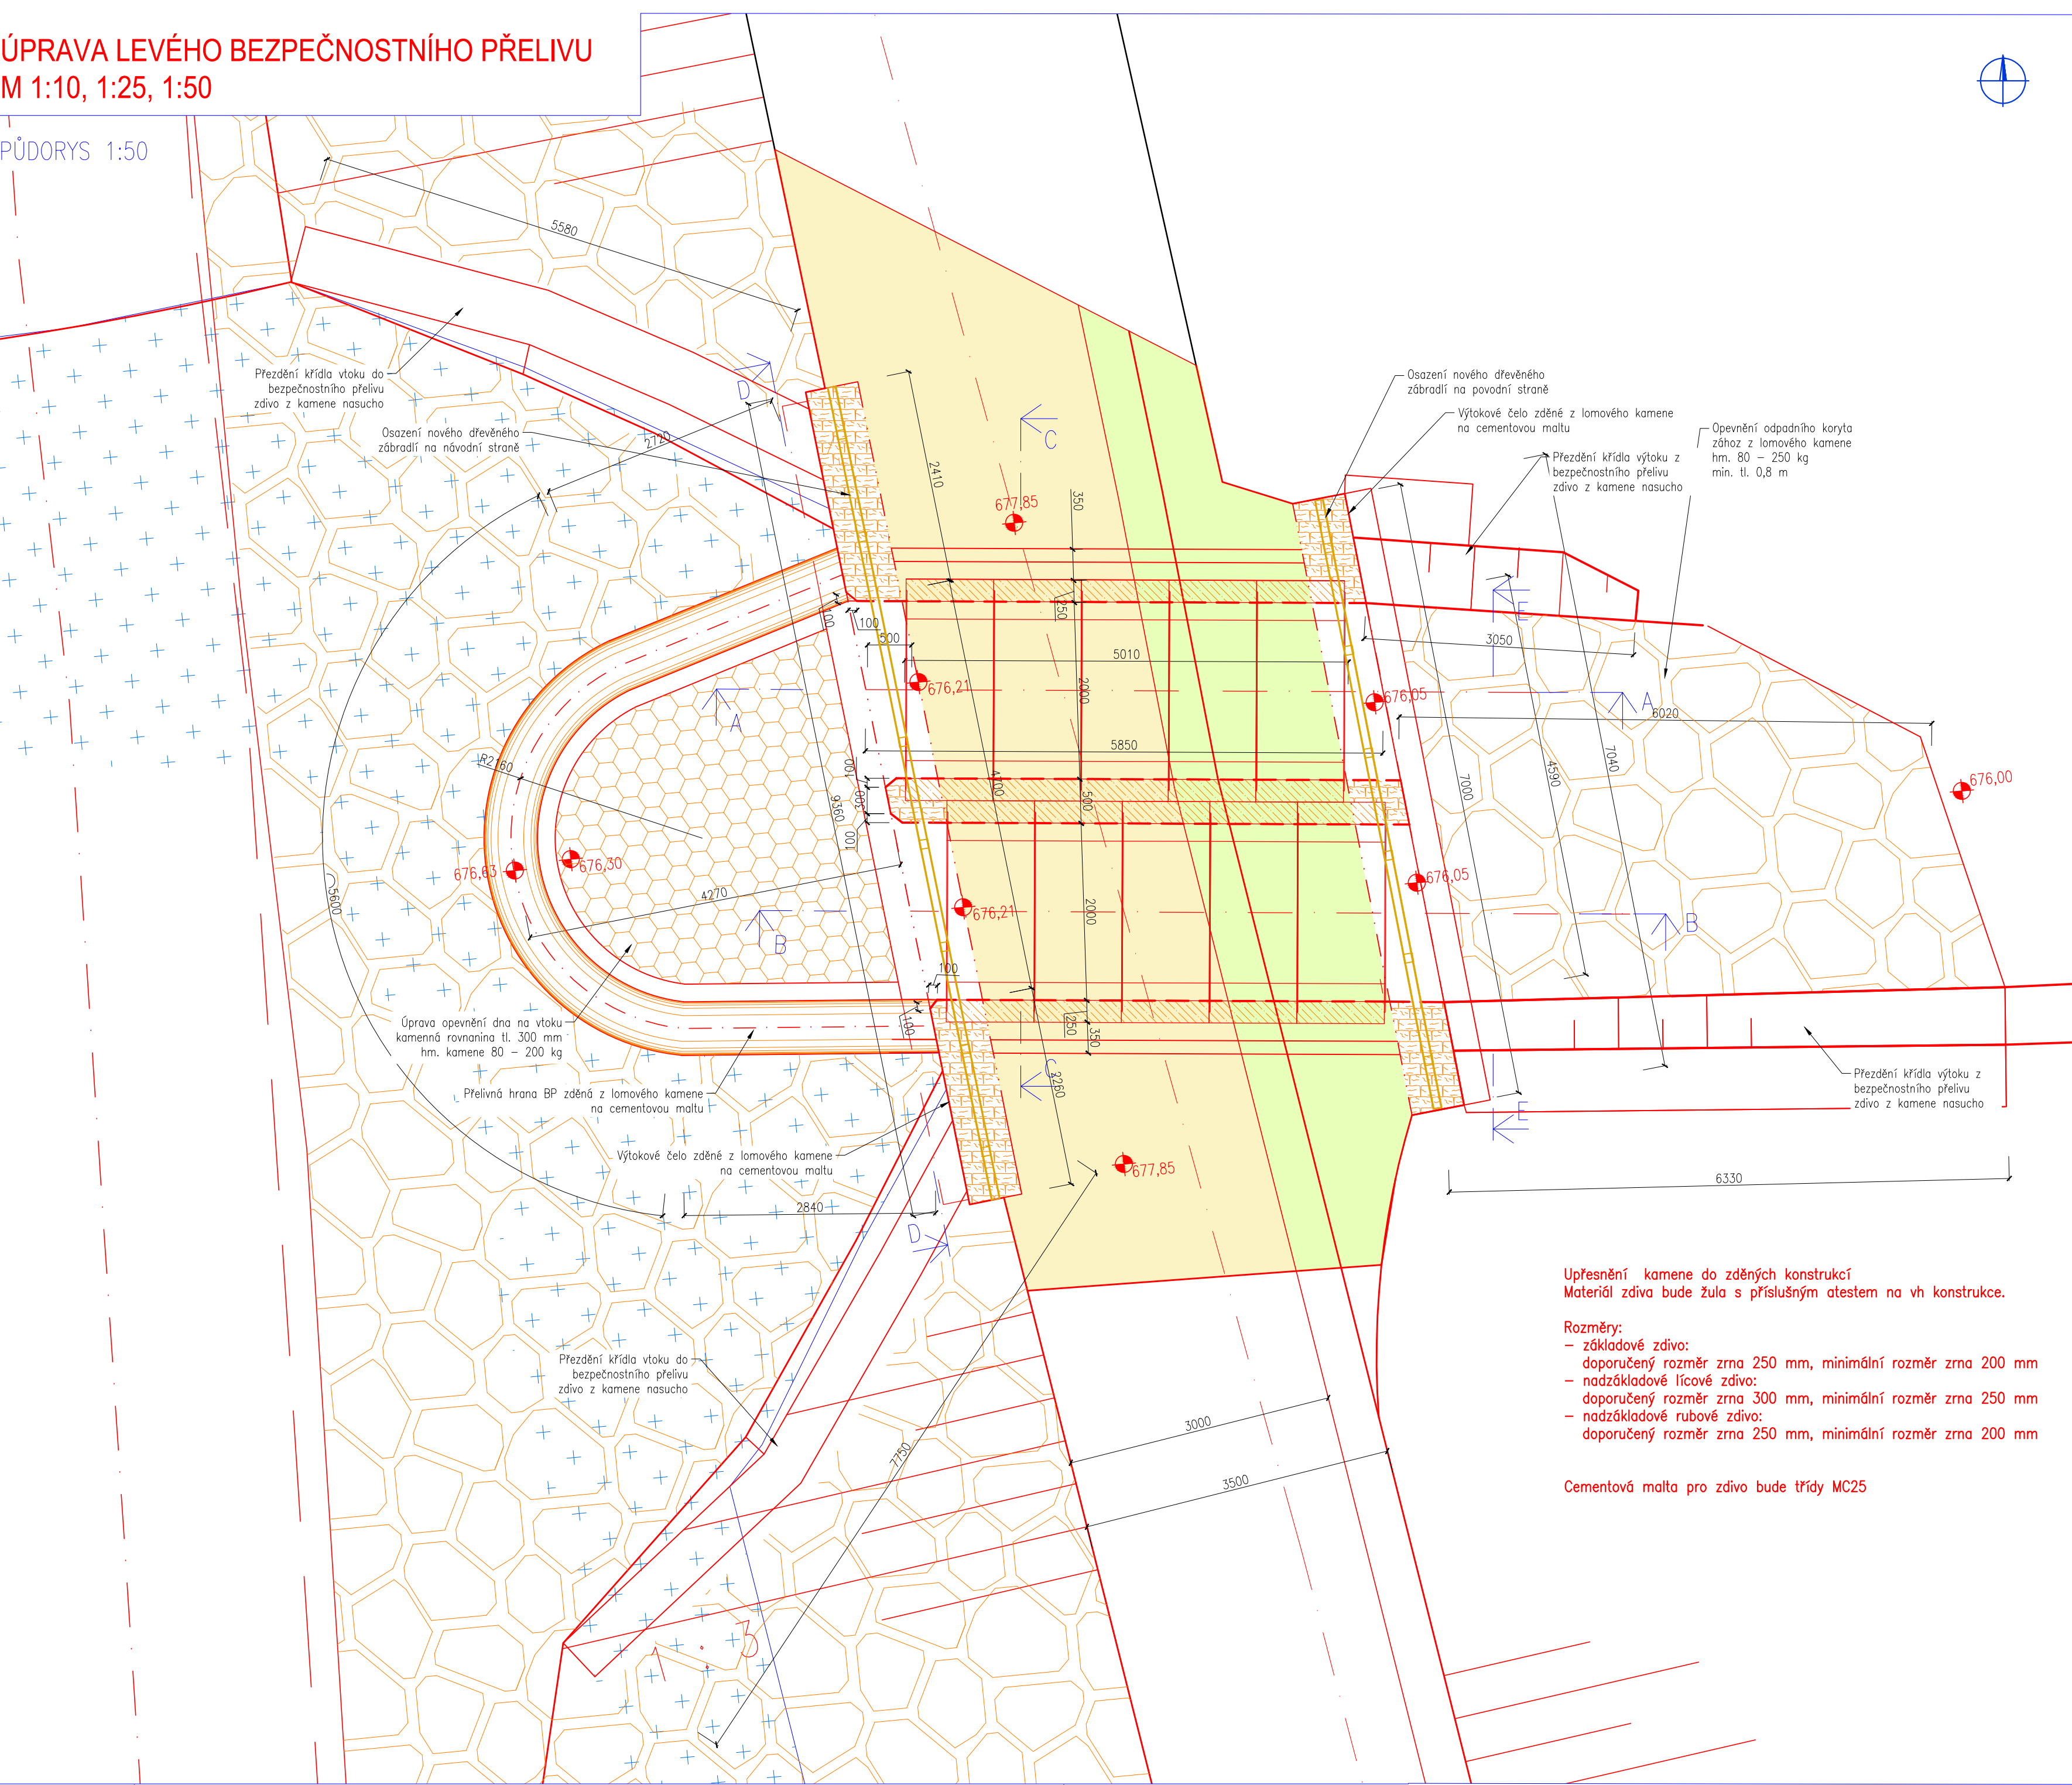 ÚPRAVA LEVÉHO BEZPEČNOSTNÍHO PŘELIVU
M 1:10, 1:25, 1:50
PŮDORYS 1:50
5580
Přezdění křídla vtoku do
bezpečnostního přelivu
zdivo z kamene nasucho
Osazení nového dřevěného
zábradlí na návodní straně
2720
D
2410
C
677,85
350
Osazení nového dřevěného
zábradlí na povodní straně
Výtokové čelo zděné z lomového kamene
na cementovou maltu
Přezdění křídla výtoku z
bezpečnostního přelivu
zdivo z kamene nasucho
Opevnění odpadního koryta
zához z lomového kamene
hm. 80 – 250 kg
min. tl. 0,8 m
E
100
100
500
250
5010
676,21
2000
3050
676,05
A
A
6020
5850
R2160
100
300
100
9360
4700
500
7000
4590
7040
676,00
676,63
676,30
4270
5600
676,21
2000
676,05
B
B
100
100
250
350
Úprava opevnění dna na vtoku
kamenná rovnanina tl. 300 mm
hm. kamene 80 – 200 kg
Přelivná hrana BP zděná z lomového kamene
na cementovou maltu
C
2260
E
Přezdění křídla výtoku z
bezpečnostního přelivu
zdivo z kamene nasucho
Výtokové čelo zděné z lomového kamene
na cementovou maltu
677,85
6330
2840
D
Upřesnění kamene do zděných konstrukcí
Materiál zdiva bude žula s příslušným atestem na vh konstrukce.
Rozměry:
– základové zdivo:
doporučený rozměr zrna 250 mm, minimální rozměr zrna 200 mm
– nadzákladové lícové zdivo:
doporučený rozměr zrna 300 mm, minimální rozměr zrna 250 mm
– nadzákladové rubové zdivo:
doporučený rozměr zrna 250 mm, minimální rozměr zrna 200 mm
Cementová malta pro zdivo bude třídy MC25
Přezdění křídla vtoku do
bezpečnostního přelivu
zdivo z kamene nasucho
3000
7750
3500
1 : 3